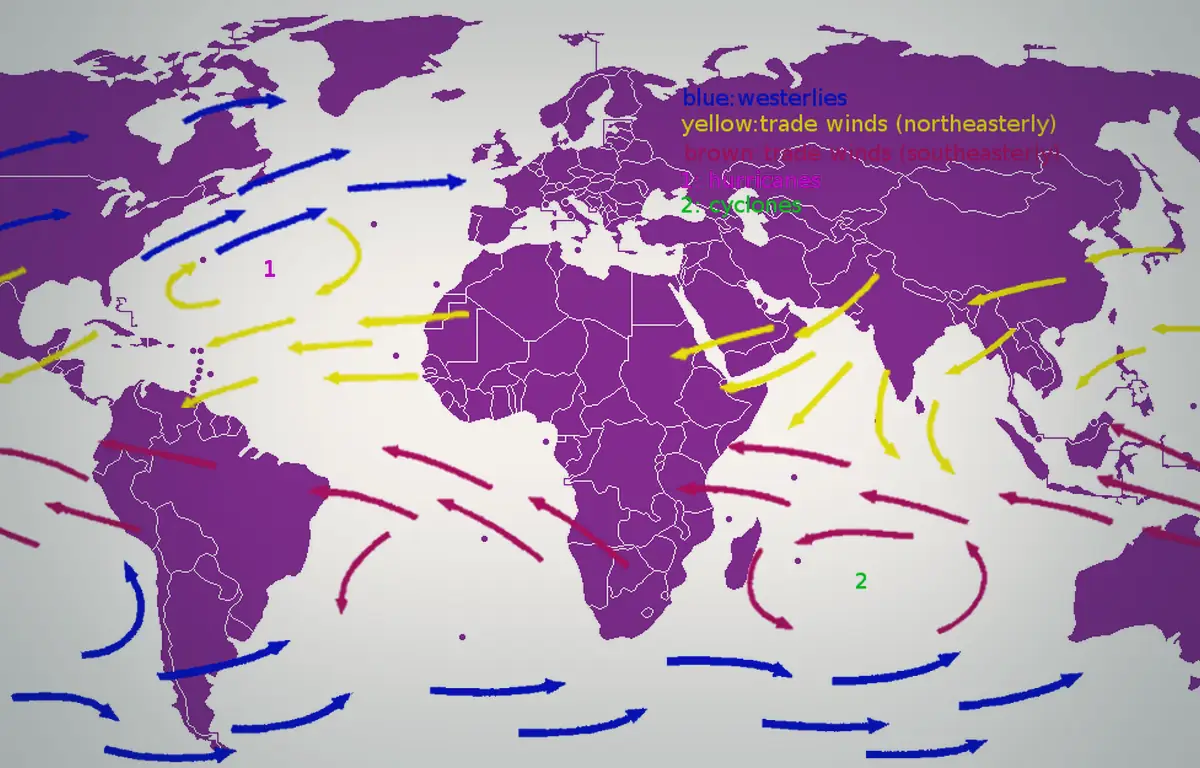 blue:westerlies
yellow:trade winds (northeasterly)
brown:trade winds (southeasterly)
1: hurricanes
2: cyclones
1
2